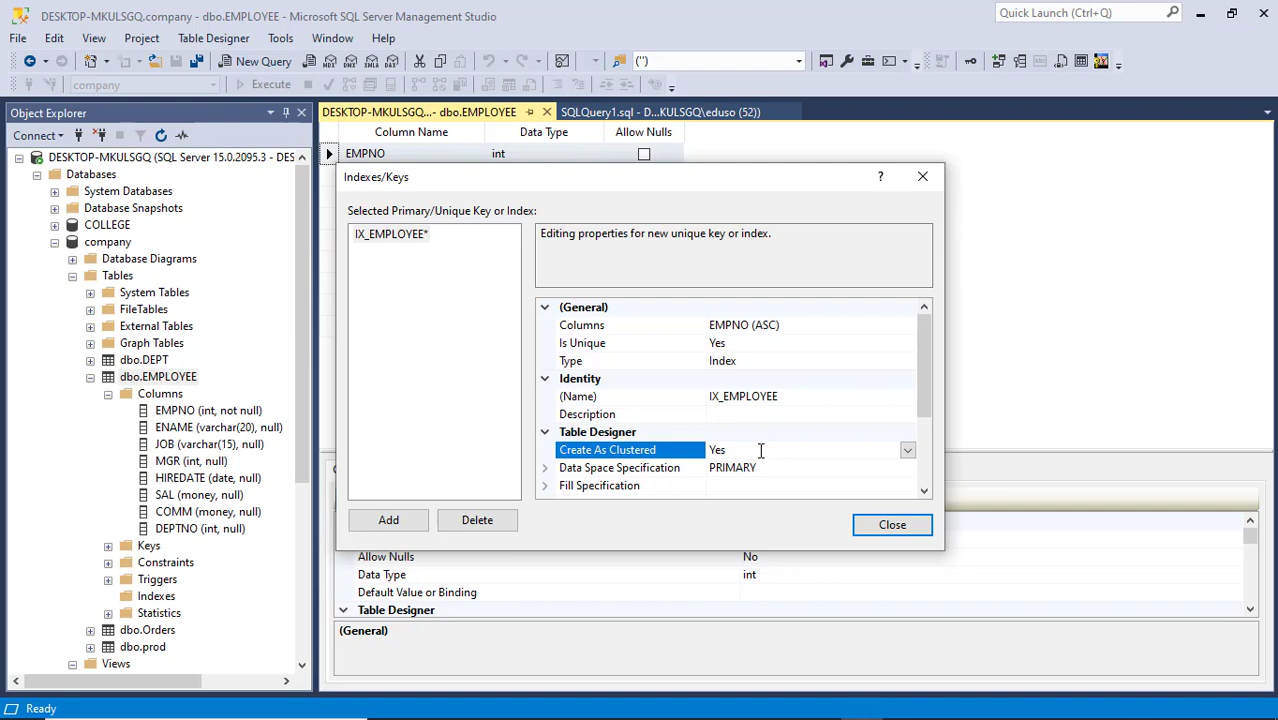 DESKTOP-MKULSGQ.company - dbo.EMPLOYEE - Microsoft SQL Server Management Studio
Quick Launch (Ctrl+Q)
File Edit View Project Table Designer Tools Window Help
New Query
MDX DMX XMLA DAX
('')
company
Execute
Object Explorer
DESKTOP-MKULSGQ...- dbo.EMPLOYEE
SQLQuery1.sql - D...KULSGQ\eduso (52))
Connect
Column Name Data Type Allow Nulls
EMPNO int
DESKTOP-MKULSGQ (SQL Server 15.0.2095.3 - DES
Databases
System Databases
Database Snapshots
COLLEGE
company
Database Diagrams
Tables
System Tables
FileTables
External Tables
Graph Tables
dbo.DEPT
dbo.EMPLOYEE
Columns
EMPNO (int, not null)
ENAME (varchar(20), null)
JOB (varchar(15), null)
MGR (int, null)
HIREDATE (date, null)
SAL (money, null)
COMM (money, null)
DEPTNO (int, null)
Keys
Constraints
Triggers
Indexes
Statistics
dbo.Orders
dbo.prod
Views
Indexes/Keys
?
Selected Primary/Unique Key or Index:
IX_EMPLOYEE*
Editing properties for new unique key or index.
(General)
Columns EMPNO (ASC)
Is Unique Yes
Type Index
Identity
(Name) IX_EMPLOYEE
Description
Table Designer
Create As Clustered Yes
Data Space Specification PRIMARY
Fill Specification
Add Delete Close
Allow Nulls No
Data Type int
Default Value or Binding
Table Designer
(General)
Ready